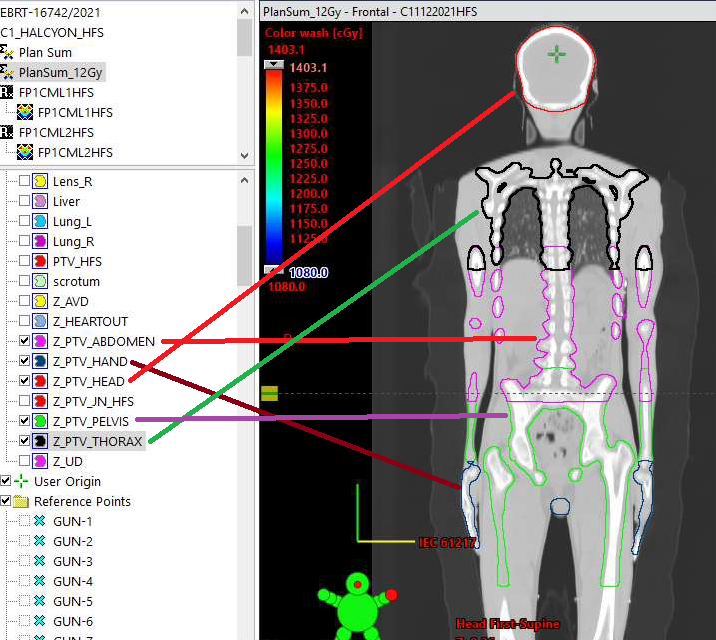 EBRT-16742/2021
C1_HALCYON_HFS
Plan Sum
PlanSum_12Gy
FP1CML1HFS
FP1CML1HFS
FP1CML2HFS
FP1CML2HFS
Lens_R
Liver
Lung_L
Lung_R
PTV_HFS
scrotum
Z_AVD
Z_HEARTOUT
Z_PTV_ABDOMEN
Z_PTV_HAND
Z_PTV_HEAD
Z_PTV_JN_HFS
Z_PTV_PELVIS
Z_PTV_THORAX
Z_UD
User Origin
Reference Points
GUN-1
GUN-2
GUN-3
GUN-4
GUN-5
GUN-6
PlanSum_12Gy - Frontal - C11122021HFS
Color wash [cGy]
1403.1
1403.1
1375.0
1350.0
1325.0
1300.0
1275.0
1250.0
1225.0
1200.0
1175.0
1150.0
1125.0
1080.0
1080.0
IEC 61217
Head First-Supine